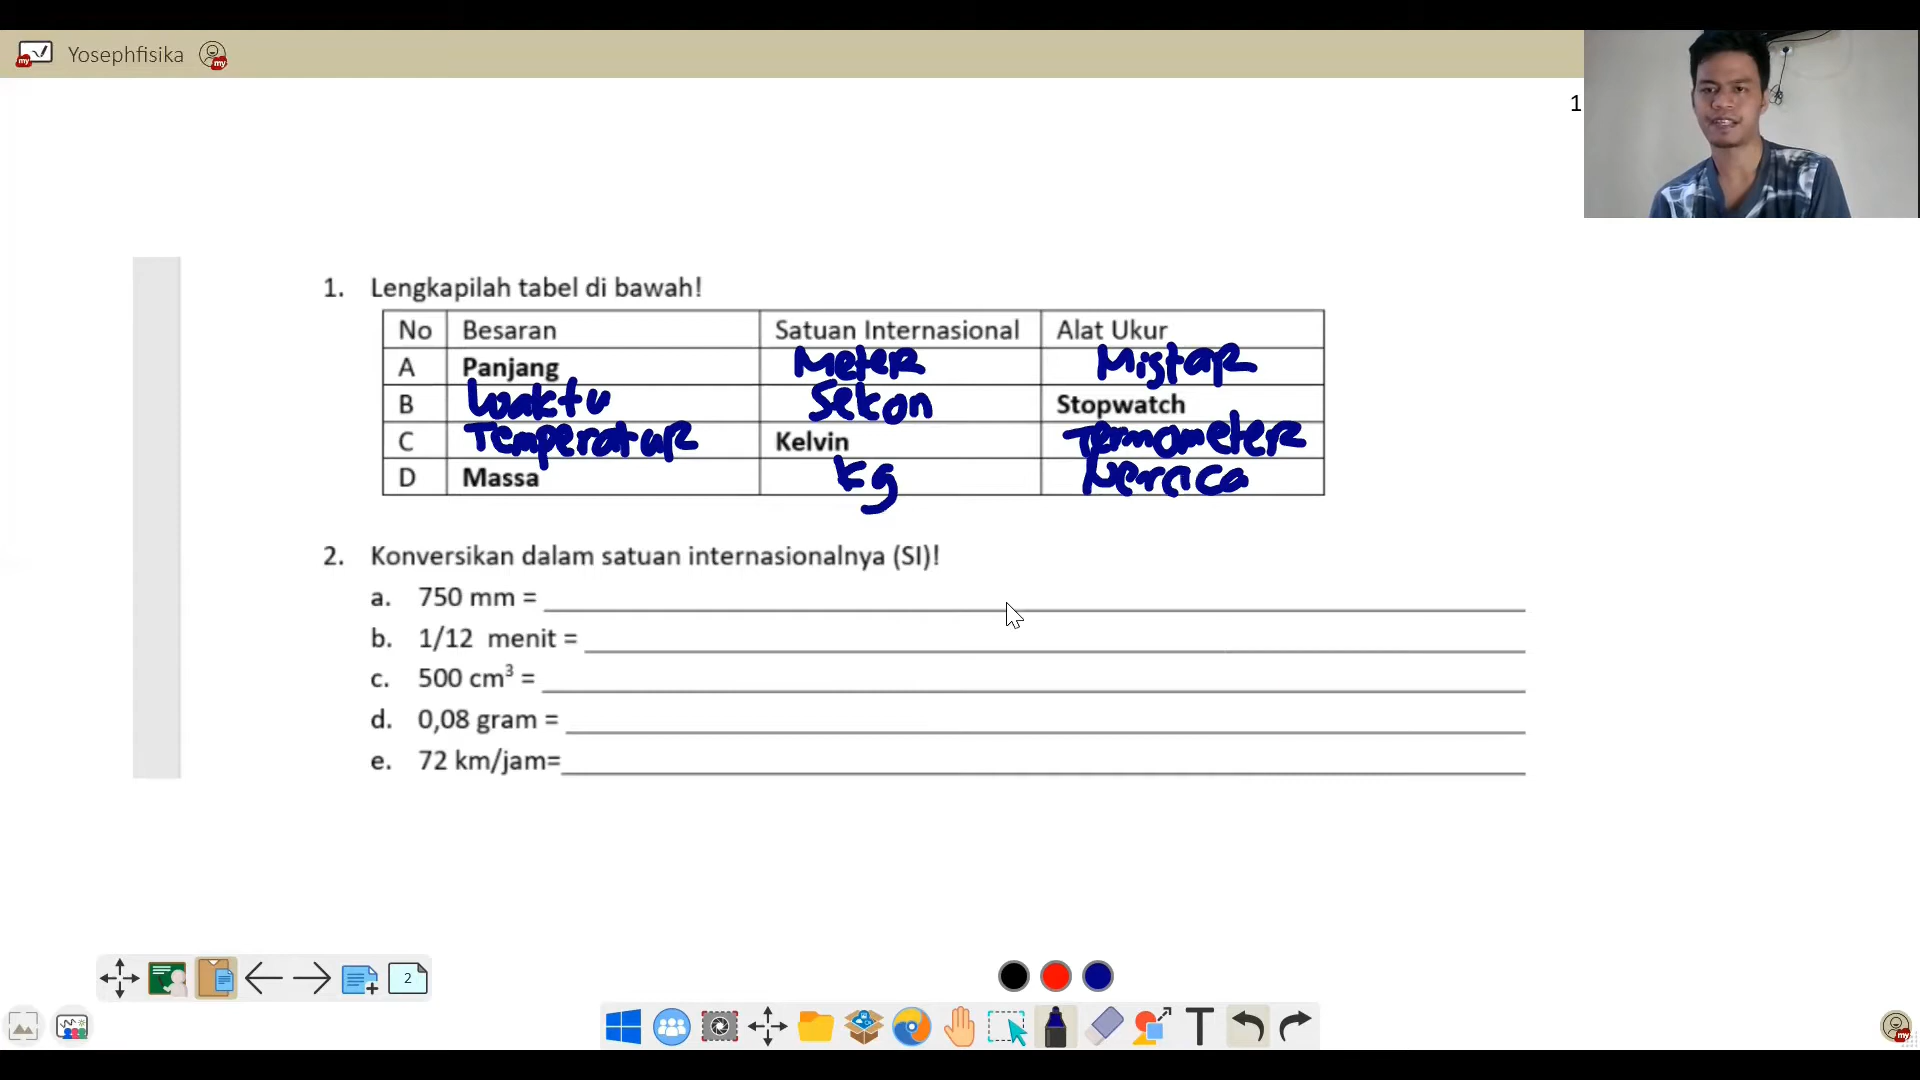 Yosephfisika
1
1. Lengkapilah tabel di bawah!
No Besaran Satuan Internasional Alat Ukur
A Panjang Meter Mistar
B Waktu Sekon Stopwatch
C Temperatur Kelvin Termometer
D Massa kg Neraca
2. Konversikan dalam satuan internasionalnya (SI)!
a. 750 mm =
b. 1/12 menit =
c. 500 cm³ =
d. 0,08 gram =
e. 72 km/jam=
2